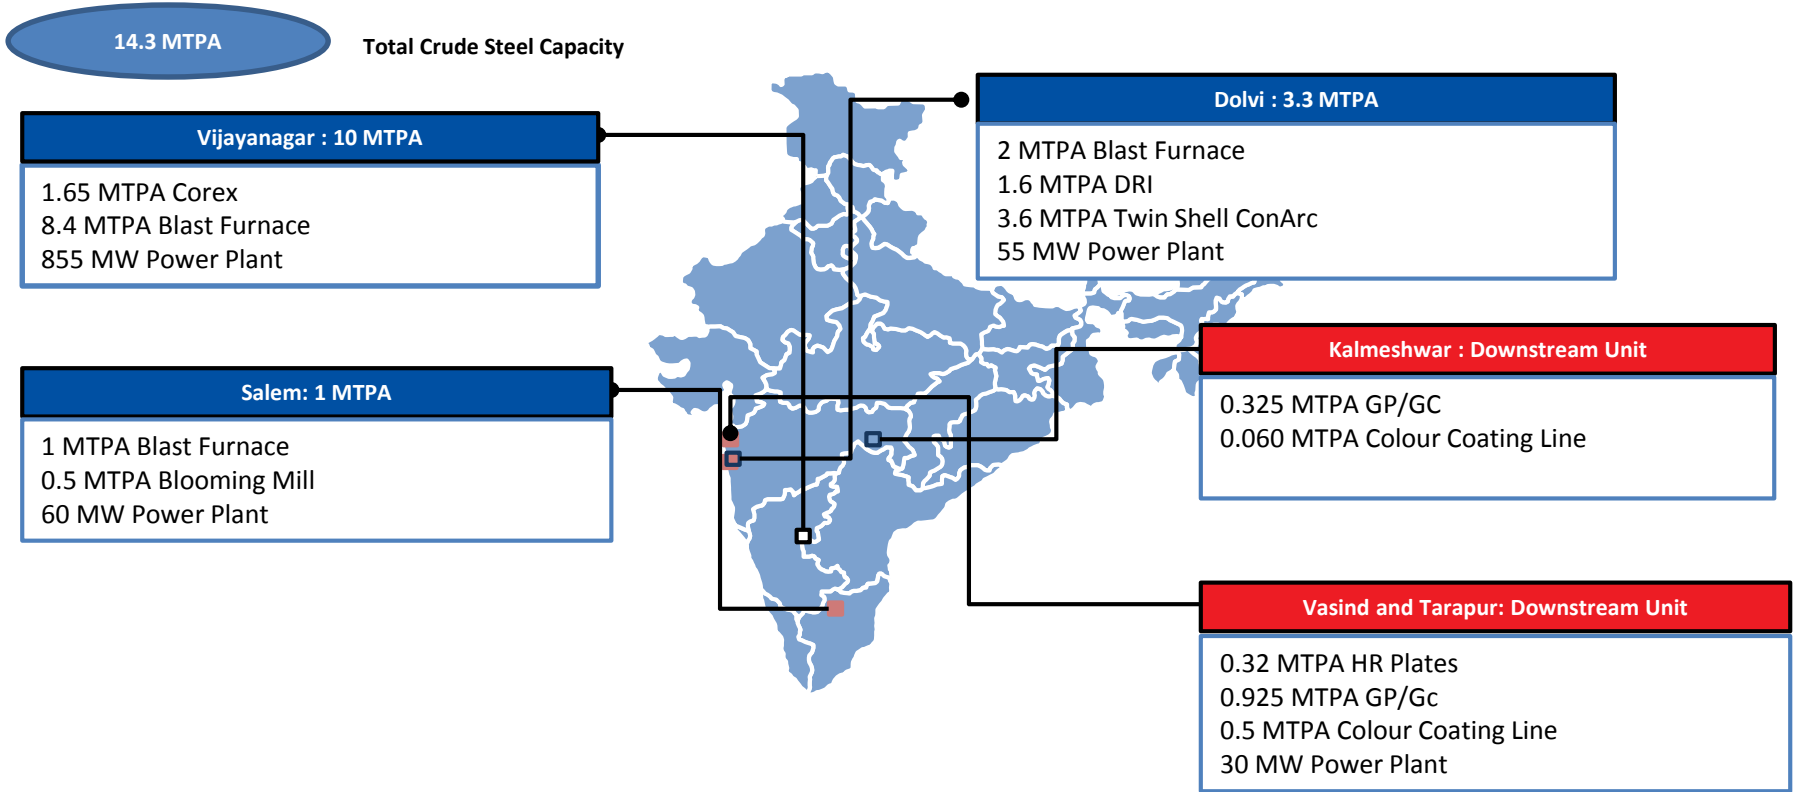 14.3 MTPA
Total Crude Steel Capacity
Vijayanagar : 10 MTPA
1.65 MTPA Corex
8.4 MTPA Blast Furnace
855 MW Power Plant
Dolvi : 3.3 MTPA
2 MTPA Blast Furnace
1.6 MTPA DRI
3.6 MTPA Twin Shell ConArc
55 MW Power Plant
Salem: 1 MTPA
1 MTPA Blast Furnace
0.5 MTPA Blooming Mill
60 MW Power Plant
Kalmeshwar : Downstream Unit
0.325 MTPA GP/GC
0.060 MTPA Colour Coating Line
Vasind and Tarapur: Downstream Unit
0.32 MTPA HR Plates
0.925 MTPA GP/Gc
0.5 MTPA Colour Coating Line
30 MW Power Plant